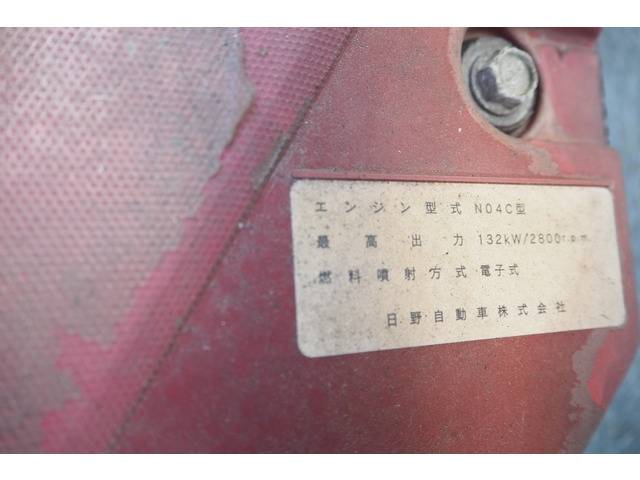 エンジン型式 N04C型
最高出力 132kW/2800r.p.m.
燃料噴射方式 電子式
日野自動車株式会社